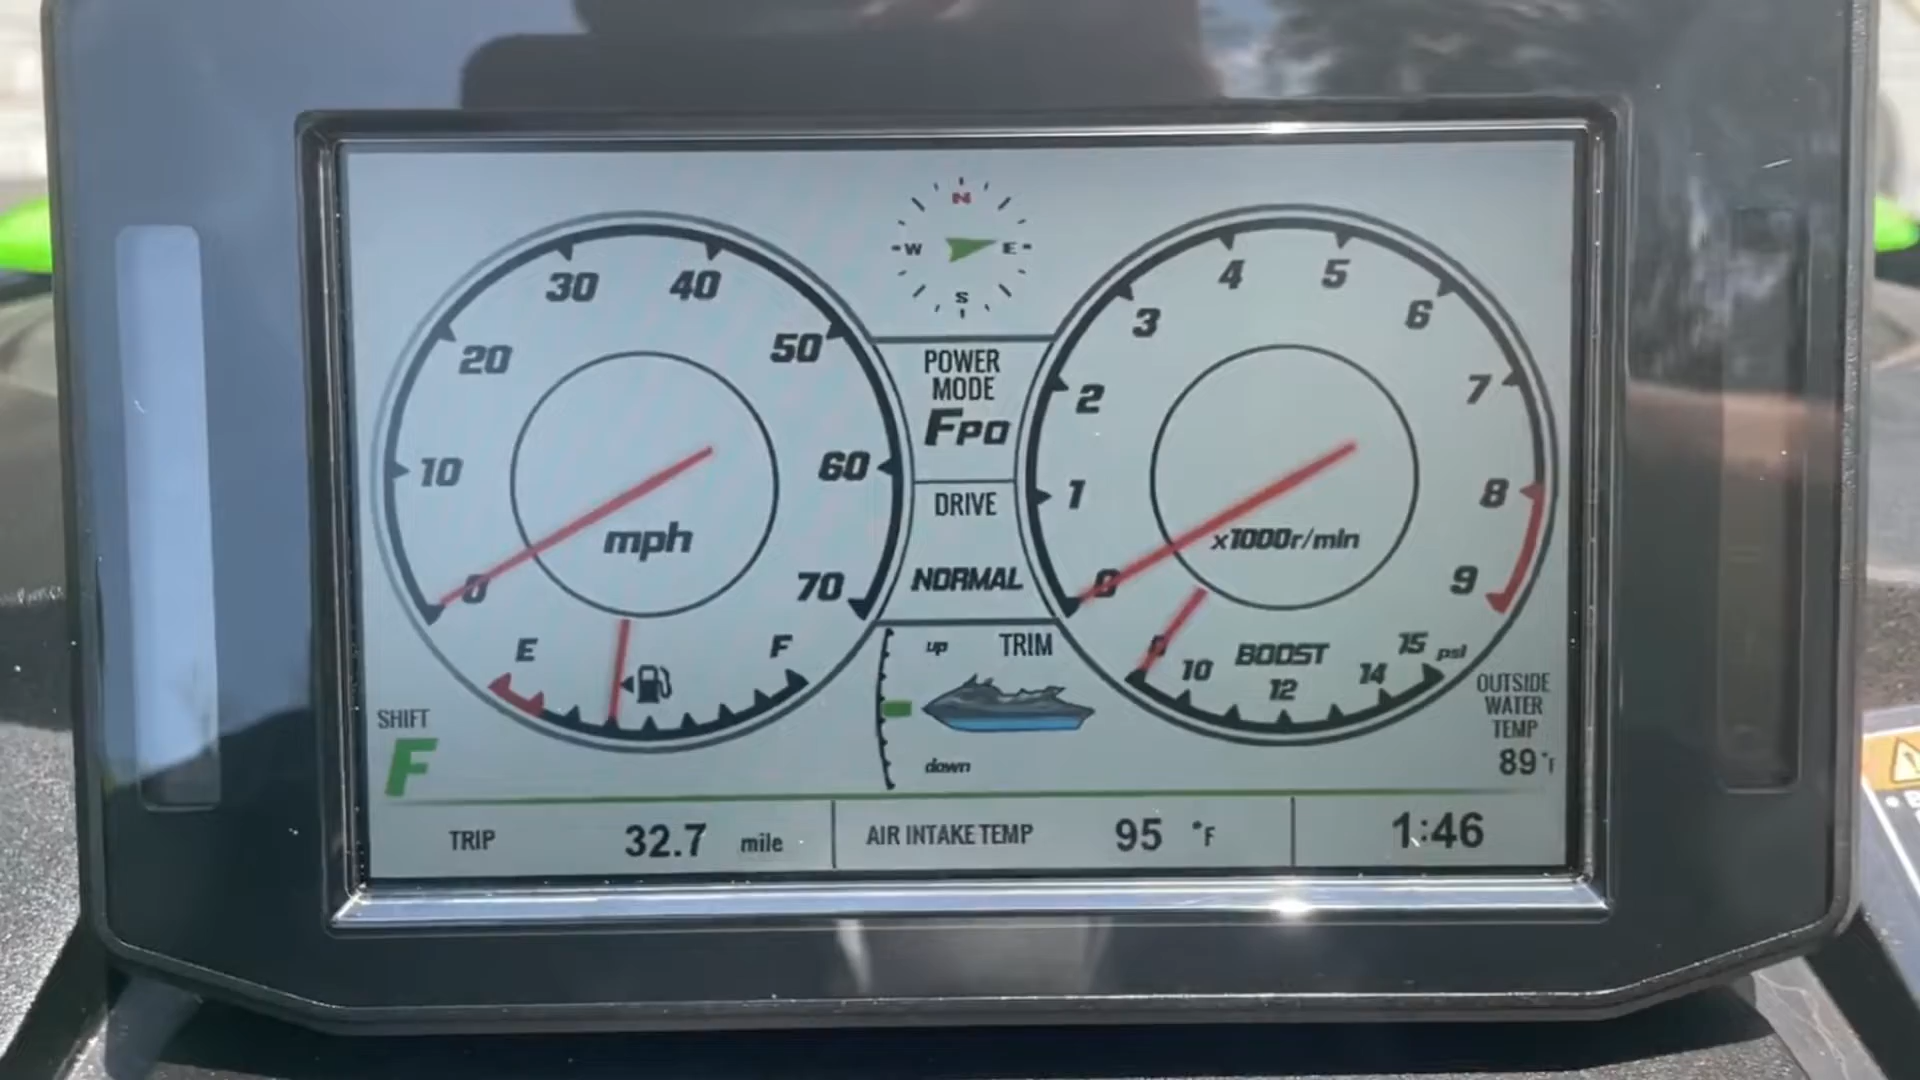 N
W
E
S
0
10
20
30
40
50
60
70
mph
E
F
POWER
MODE
FPO
DRIVE
NORMAL
up
TRIM
down
0
1
2
3
4
5
6
7
8
9
x1000r/min
0
10
12
14
15
BOOST
psi
SHIFT
F
OUTSIDE
WATER
TEMP
89°F
TRIP 32.7 mile
AIR INTAKE TEMP 95 °F
1:46